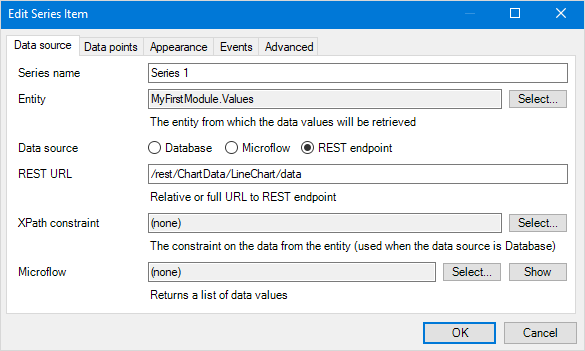 Edit Series Item
Data source Data points Appearance Events Advanced
Series name Series 1
Entity MyFirstModule.Values Select...
The entity from which the data values will be retrieved
Data source Database Microflow REST endpoint
REST URL /rest/ChartData/LineChart/data
Relative or full URL to REST endpoint
XPath constraint (none) Select...
The constraint on the data from the entity (used when the data source is Database)
Microflow (none) Select... Show
Returns a list of data values
OK Cancel